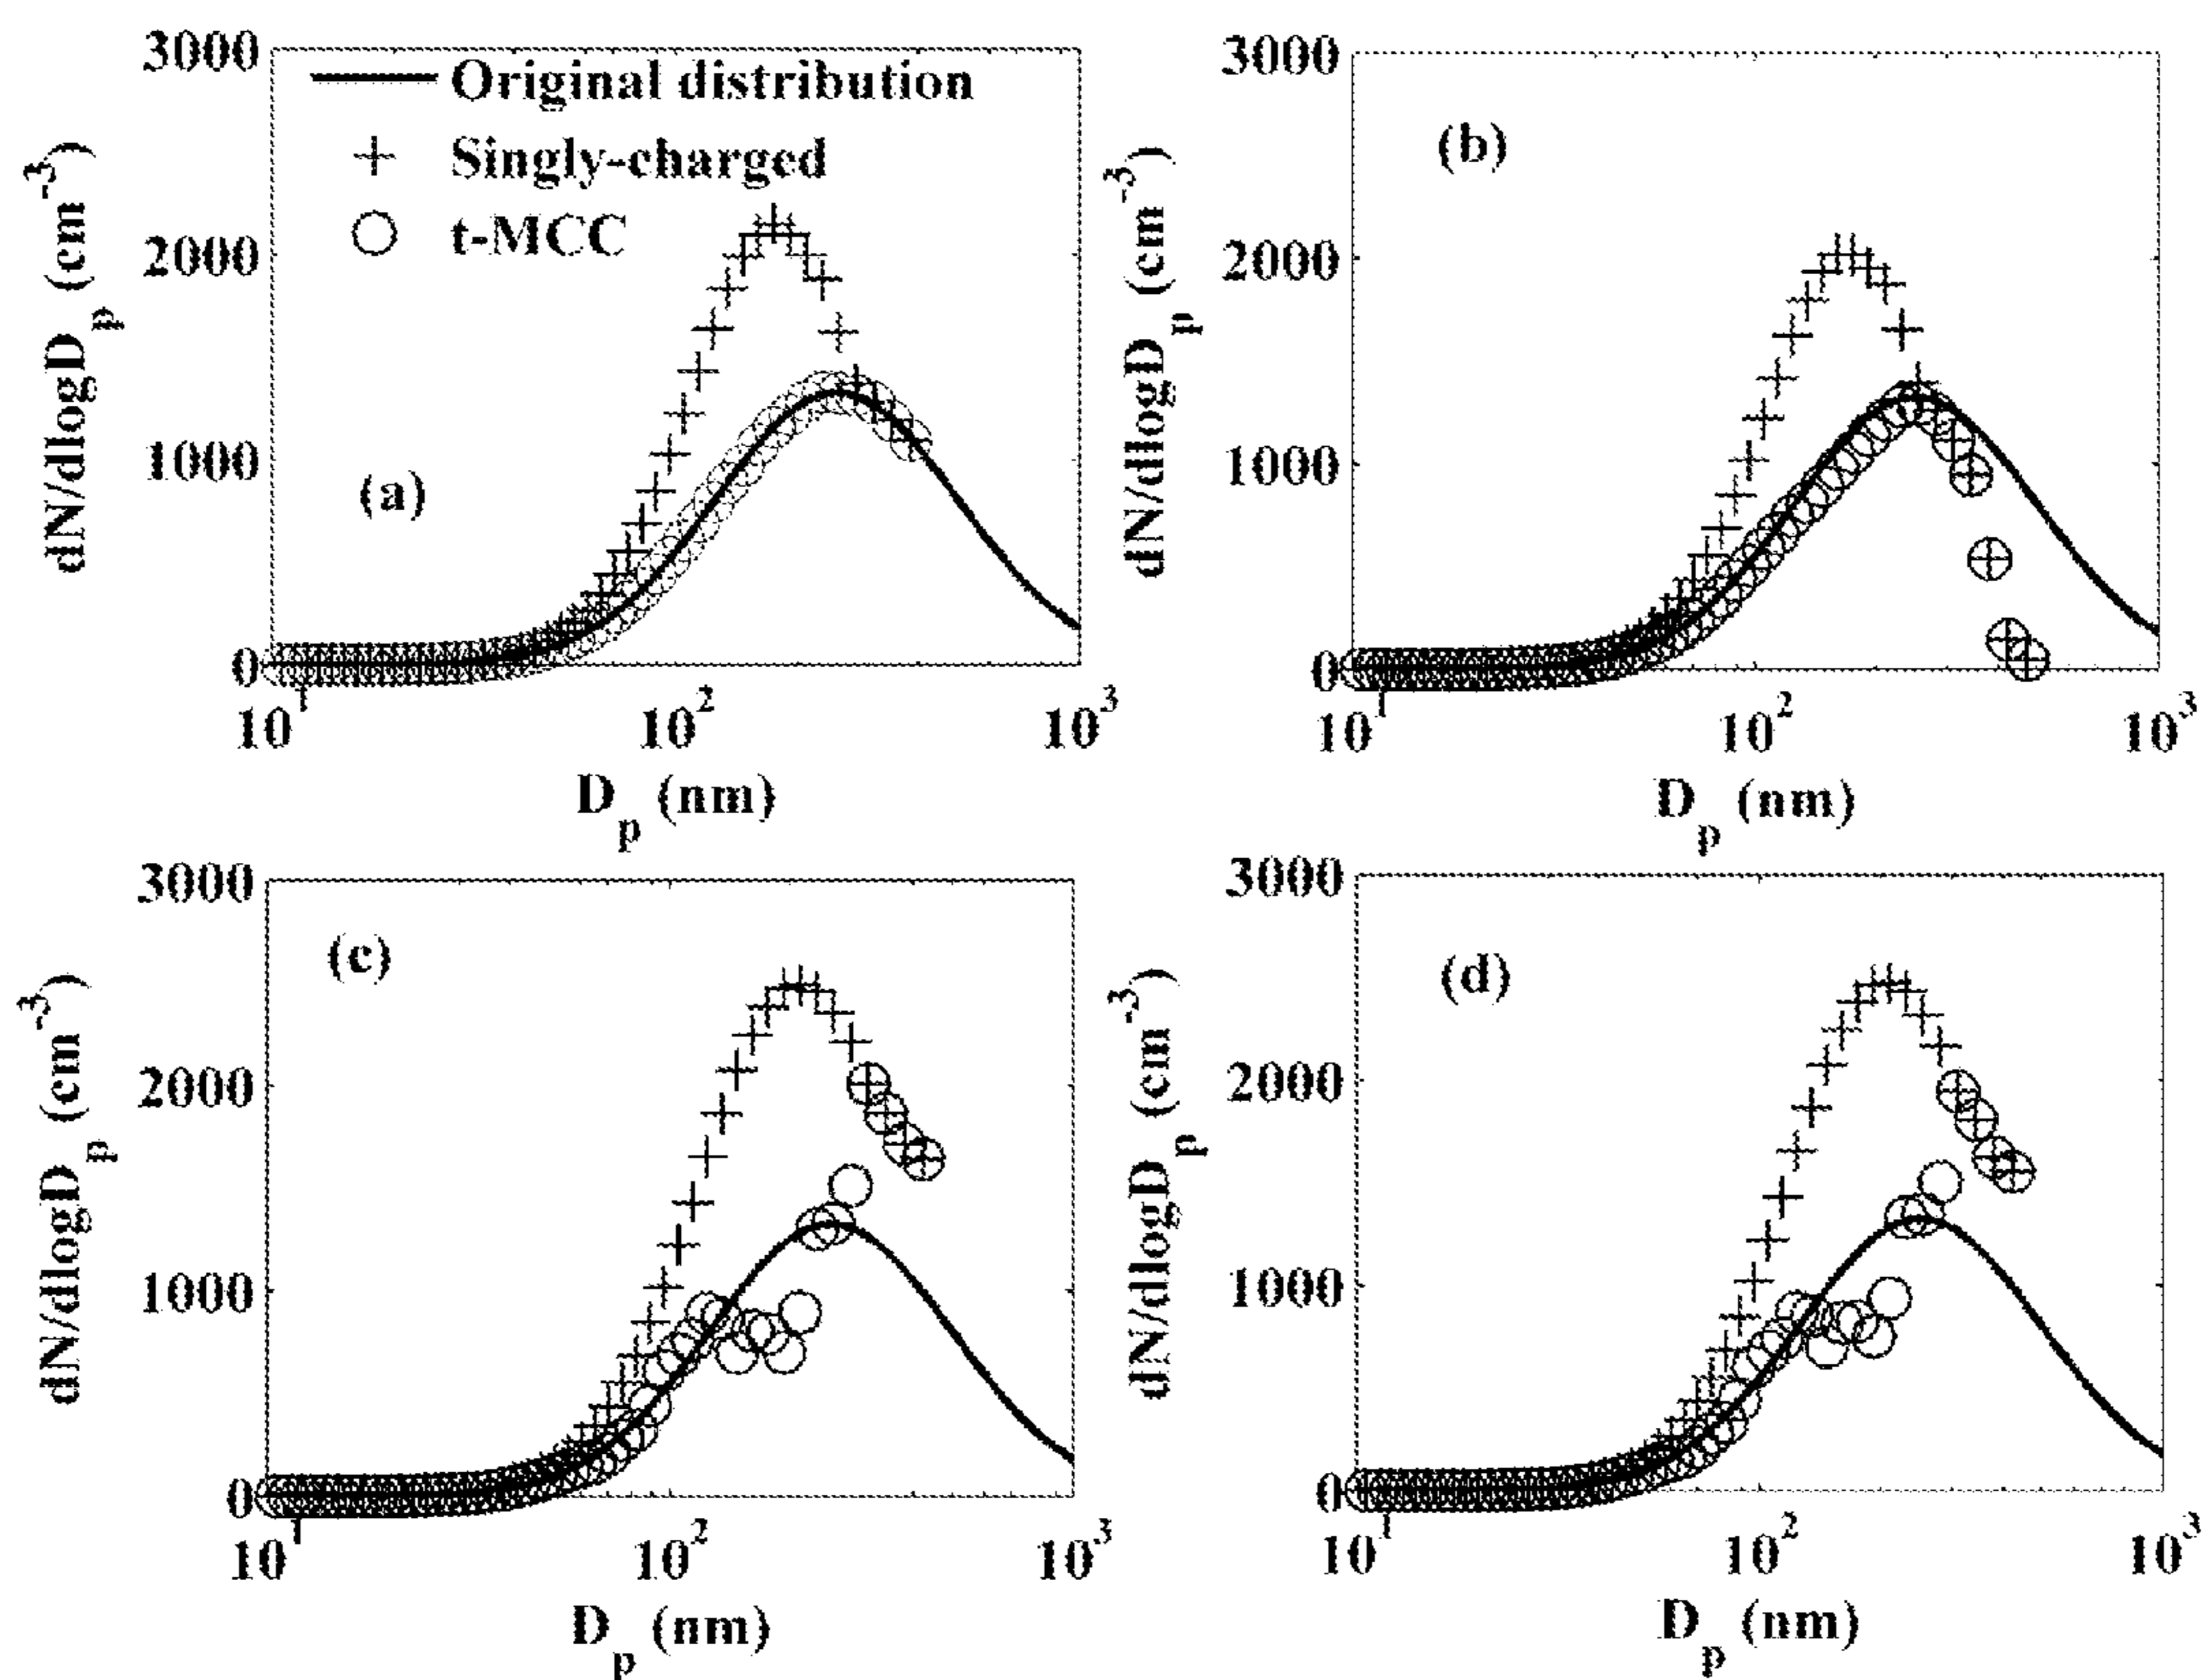 3000
2000
1000
0
dN/dlogD_p (cm^-3)
Original distribution
Singly-charged
t-MCC
(a)
10^1 10^2 10^3
D_p (nm)
3000
2000
1000
0
dN/dlogD_p (cm^-3)
(b)
10^1 10^2 10^3
D_p (nm)
3000
2000
1000
0
dN/dlogD_p (cm^-3)
(c)
10^1 10^2 10^3
D_p (nm)
3000
2000
1000
0
dN/dlogD_p (cm^-3)
(d)
10^1 10^2 10^3
D_p (nm)